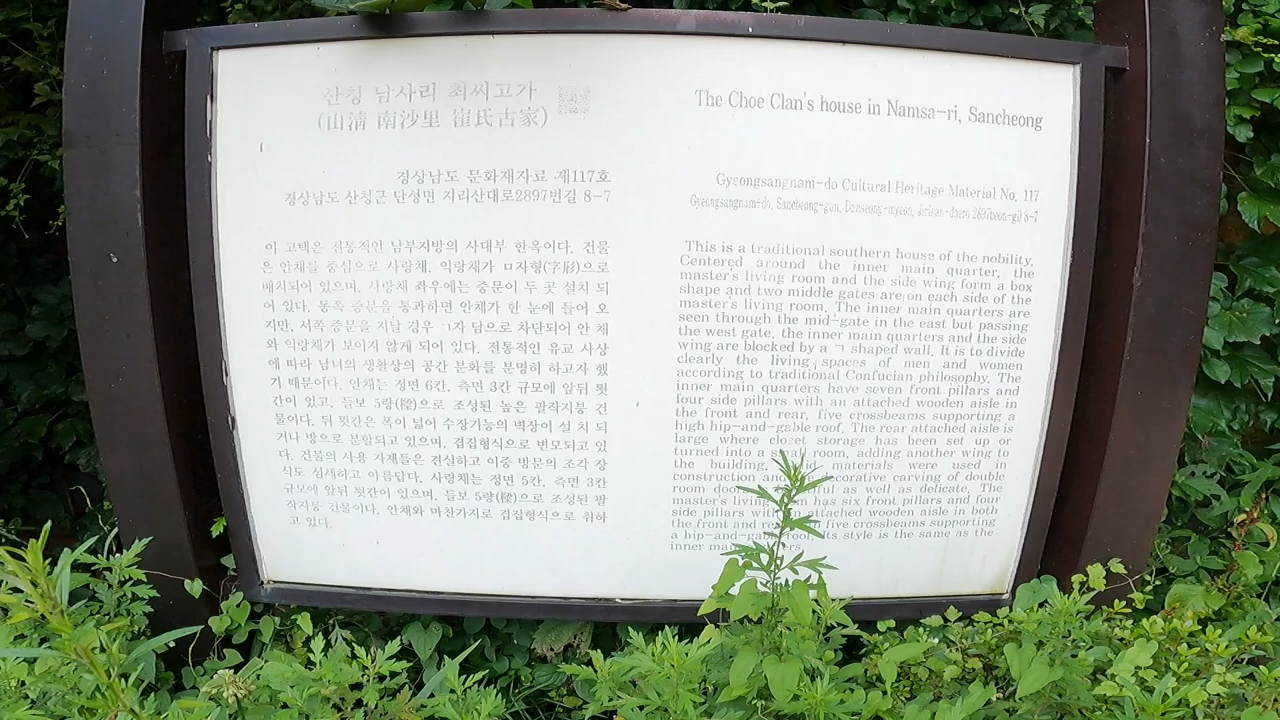 산청 남사리 최씨고가
(山淸 南沙里 崔氏古家)
경상남도 문화재자료 제117호
경상남도 산청군 단성면 지리산대로2897번길 8-7
이 고택은 전통적인 남부지방의 사대부 한옥이다. 건물
은 안채를 중심으로 사랑채, 익랑채가 ㅁ자형(字形)으로
배치되어 있으며, 사랑채 좌우에는 중문이 두 곳 설치 되
어 있다. 동쪽 중문을 통과하면 안채가 한 눈에 들어 오
지만, 서쪽 중문을 지날 경우 ㄱ자 담으로 차단되어 안 채
와 익랑채가 보이지 않게 되어 있다. 전통적인 유교 사상
에 따라 남녀의 생활상의 공간 분화를 분명히 하고자 했
기 때문이다. 안채는 정면 6칸, 측면 3칸 규모에 앞뒤 툇
간이 있고, 들보 5량(樑)으로 조성된 높은 팔작지붕 건
물이다. 뒤 툇간은 폭이 넓어 수장기능의 벽장이 설 치 되
거나 방으로 분할되고 있으며, 겹집형식으로 변모되고 있
다. 건물의 사용 자재들은 견실하고 이중 방문의 조각 장
식도 섬세하고 아름답다. 사랑채는 정면 5칸, 측면 3칸
규모에 앞뒤 툇간이 있으며, 들보 5량(樑)으로 조성된 팔
작지붕 건물이다. 안채와 마찬가지로 겹집형식으로 취하
고 있다.
The Choe Clan's house in Namsa-ri, Sancheong
Gyeongsangnam-do Cultural Heritage Material No. 117
Gyeongsangnam-do, Sancheong-gun, Danseong-myeon, Jirisan-daero 2897beon-gil 8-7
This is a traditional southern house of the nobility.
Centered around the inner main quarter, the
master's living room and the side wing form a box
shape and two middle gates are on each side of the
master's living room. The inner main quarters are
seen through the mid-gate in the east but passing
the west gate, the inner main quarters and the side
wing are blocked by a ㄱ shaped wall. It is to divide
clearly the living spaces of men and women
according to traditional Confucian philosophy. The
inner main quarters have seven front pillars and
four side pillars with an attached wooden aisle in
the front and rear, five crossbeams supporting a
high hip-and-gable roof. The rear attached aisle is
large where closet storage has been set up or
turned into a room, adding another wing to
the building, materials were used in
construction and decorative carving of double
room as well as delicate. The
master's living has six front pillars and four
side pillars with an attached wooden aisle in both
the front and five crossbeams supporting
a hip-and-gable roof. Its style is the same as the
inner